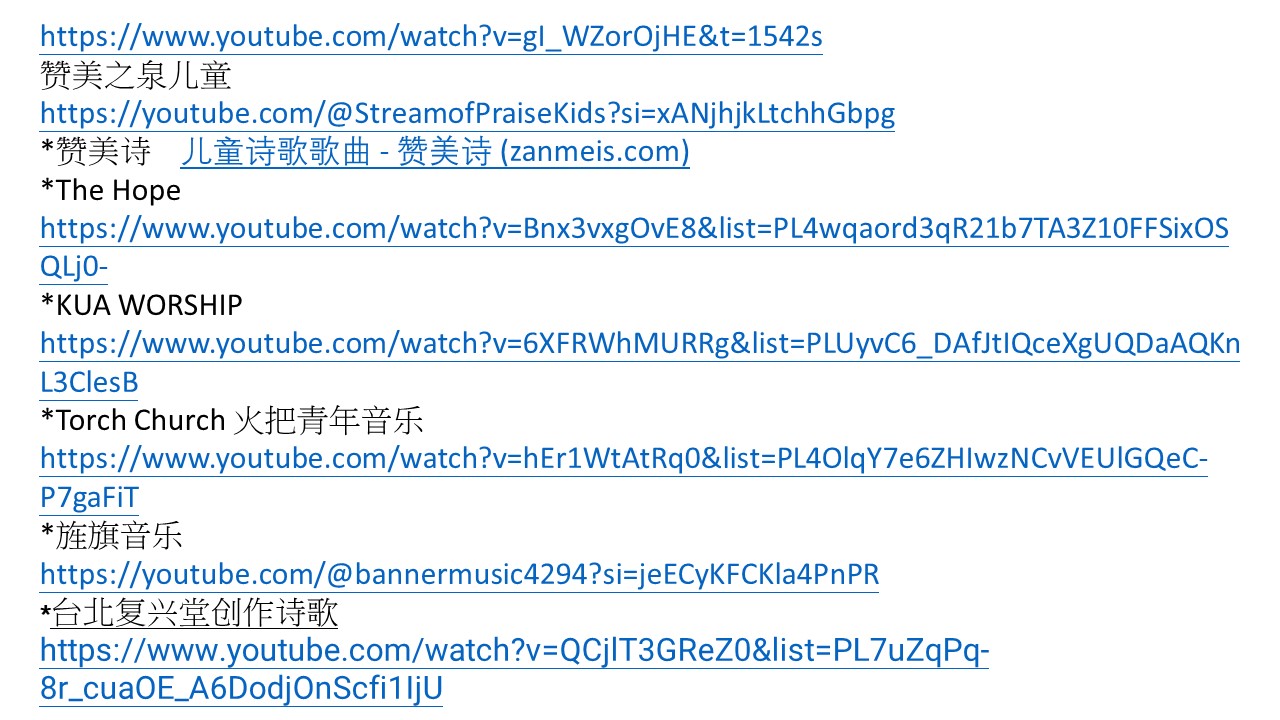 https://www.youtube.com/watch?v=gI_WZorOjHE&t=1542s
赞美之泉儿童
https://youtube.com/@StreamofPraiseKids?si=xANjhjkLtchhGbpg
*赞美诗　儿童诗歌歌曲 - 赞美诗 (zanmeis.com)
*The Hope
https://www.youtube.com/watch?v=Bnx3vxgOvE8&list=PL4wqaord3qR21b7TA3Z10FFSixOS
QLj0-
*KUA WORSHIP
https://www.youtube.com/watch?v=6XFRWhMURRg&list=PLUyvC6_DAfJtIQceXgUQDaAQKn
L3ClesB
*Torch Church 火把青年音乐
https://www.youtube.com/watch?v=hEr1WtAtRq0&list=PL4OlqY7e6ZHIwzNCvVEUlGQeC-
P7gaFiT
*旌旗音乐
https://youtube.com/@bannermusic4294?si=jeECyKFCKla4PnPR
*台北复兴堂创作诗歌
https://www.youtube.com/watch?v=QCjlT3GReZ0&list=PL7uZqPq-
8r_cuaOE_A6DodjOnScfi1IjU